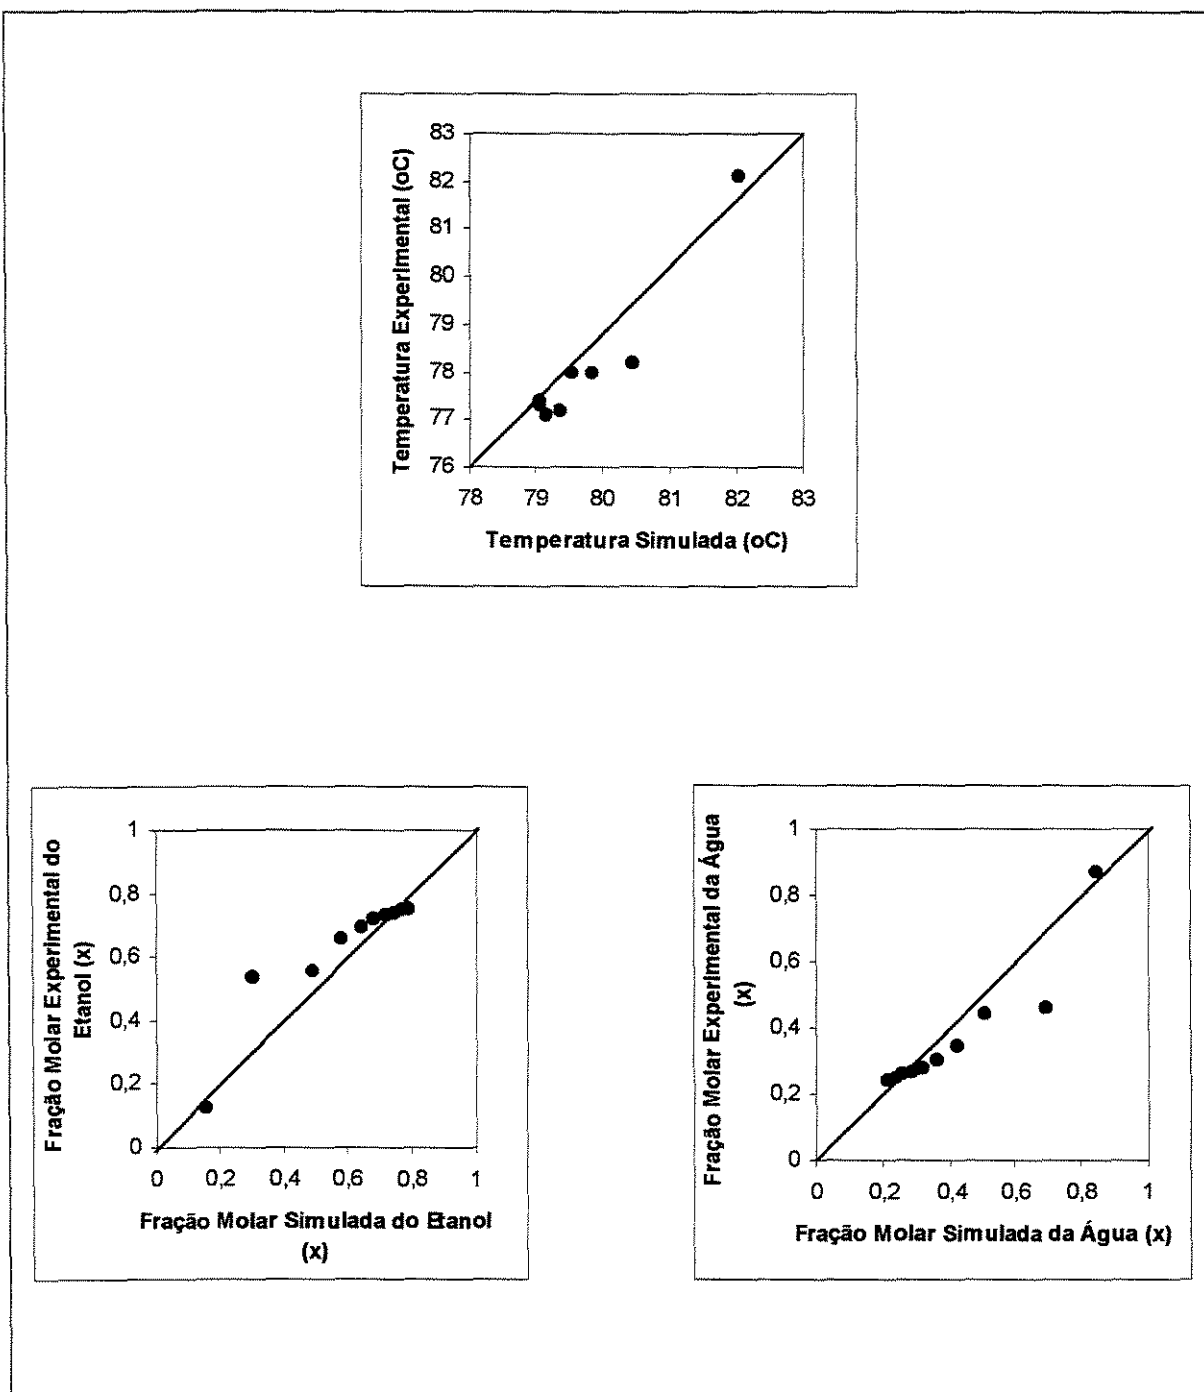 Temperatura Experimental (oC)
83
82
81
80
79
78
77
76
78 79 80 81 82 83
Temperatura Simulada (oC)
Fração Molar Experimental do
Etanol (x)
1
0,8
0,6
0,4
0,2
0
0 0,2 0,4 0,6 0,8 1
Fração Molar Simulada do Etanol
(x)
Fração Molar Experimental da Água
(x)
1
0,8
0,6
0,4
0,2
0
0 0,2 0,4 0,6 0,8 1
Fração Molar Simulada da Água (x)